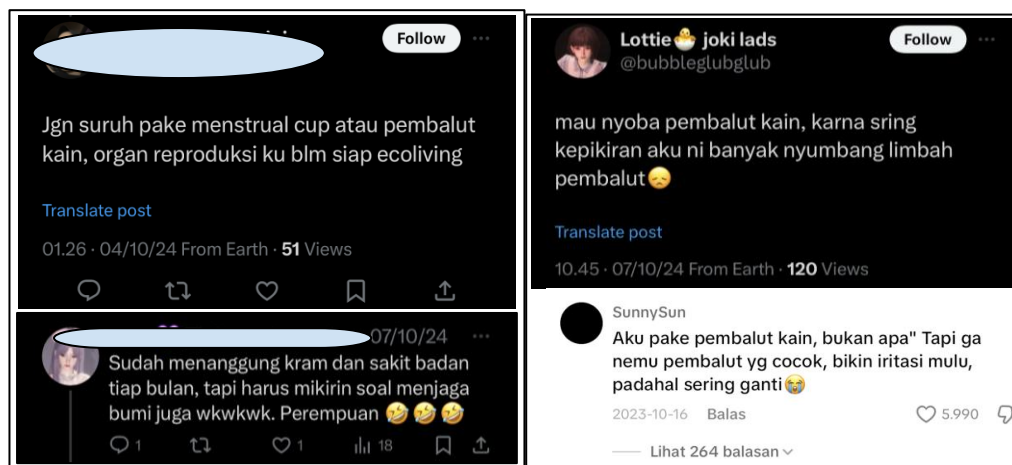 Follow
Jgn suruh pake menstrual cup atau pembalut
kain, organ reproduksi ku blm siap ecoliving
Translate post
01.26 · 04/10/24 From Earth · 51 Views
07/10/24
Sudah menanggung kram dan sakit badan
tiap bulan, tapi harus mikirin soal menjaga
bumi juga wkwkwk. Perempuan 🤣🤣🤣
1 1 18
Lottie🐣 joki lads
@bubbleglubglub
Follow
mau nyoba pembalut kain, karna sring
kepikiran aku ni banyak nyumbang limbah
pembalut😞
Translate post
10.45 · 07/10/24 From Earth · 120 Views
SunnySun
Aku pake pembalut kain, bukan apa" Tapi ga
nemu pembalut yg cocok, bikin iritasi mulu,
padahal sering ganti😭
2023-10-16 Balas 5.990
Lihat 264 balasan